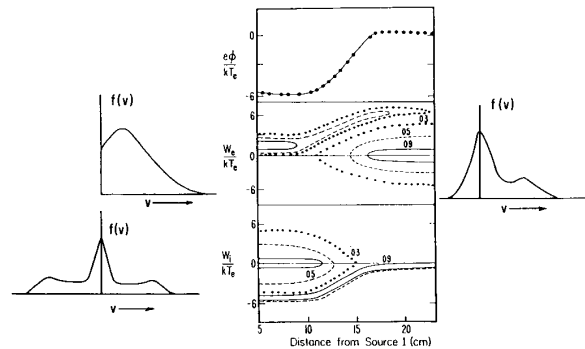 eφ
kTe
0
-6
f(v)
v
6
We
kTe
0
-6
03
05
09
f(v)
v
f(v)
v
6
Wi
kTe
0
-6
03
09
05
5 10 15 20
Distance from Source 1 (cm)